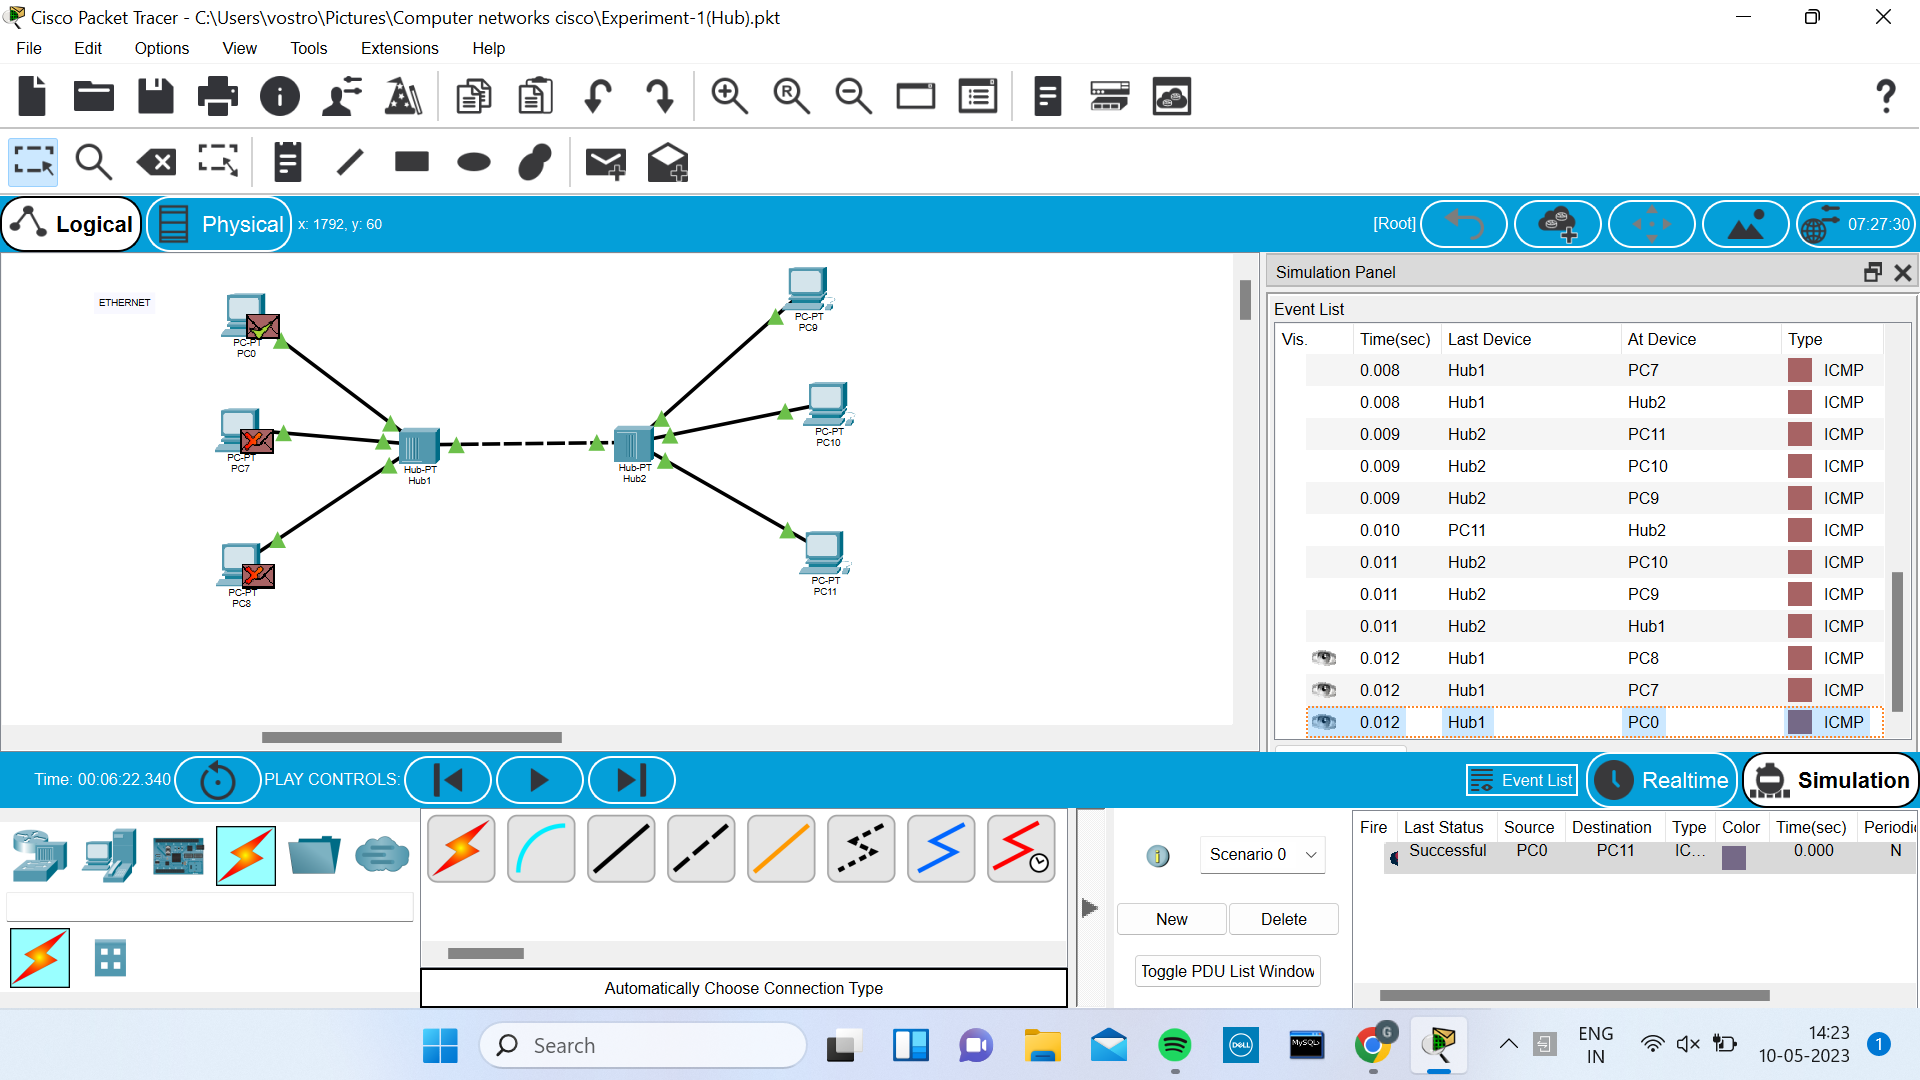 Cisco Packet Tracer - C:\Users\vostro\Pictures\Computer networks cisco\Experiment-1(Hub).pkt
File Edit Options View Tools Extensions Help
Logical Physical x: 1792, y: 60 [Root] 07:27:30
ETHERNET
PC-PT
PC0
PC-PT
PC7
PC-PT
PC8
Hub-PT
Hub1
Hub-PT
Hub2
PC-PT
PC9
PC-PT
PC10
PC-PT
PC11
Simulation Panel
Event List
Vis. Time(sec) Last Device At Device Type
0.008 Hub1 PC7 ICMP
0.008 Hub1 Hub2 ICMP
0.009 Hub2 PC11 ICMP
0.009 Hub2 PC10 ICMP
0.009 Hub2 PC9 ICMP
0.010 PC11 Hub2 ICMP
0.011 Hub2 PC10 ICMP
0.011 Hub2 PC9 ICMP
0.011 Hub2 Hub1 ICMP
0.012 Hub1 PC8 ICMP
0.012 Hub1 PC7 ICMP
0.012 Hub1 PC0 ICMP
Time: 00:06:22.340 PLAY CONTROLS: Event List Realtime Simulation
Automatically Choose Connection Type
Scenario 0
New Delete
Toggle PDU List Window
Fire Last Status Source Destination Type Color Time(sec) Periodi
Successful PC0 PC11 IC... 0.000 N
Search
DELL
MySQL
G
ENG
IN
14:23
10-05-2023
1